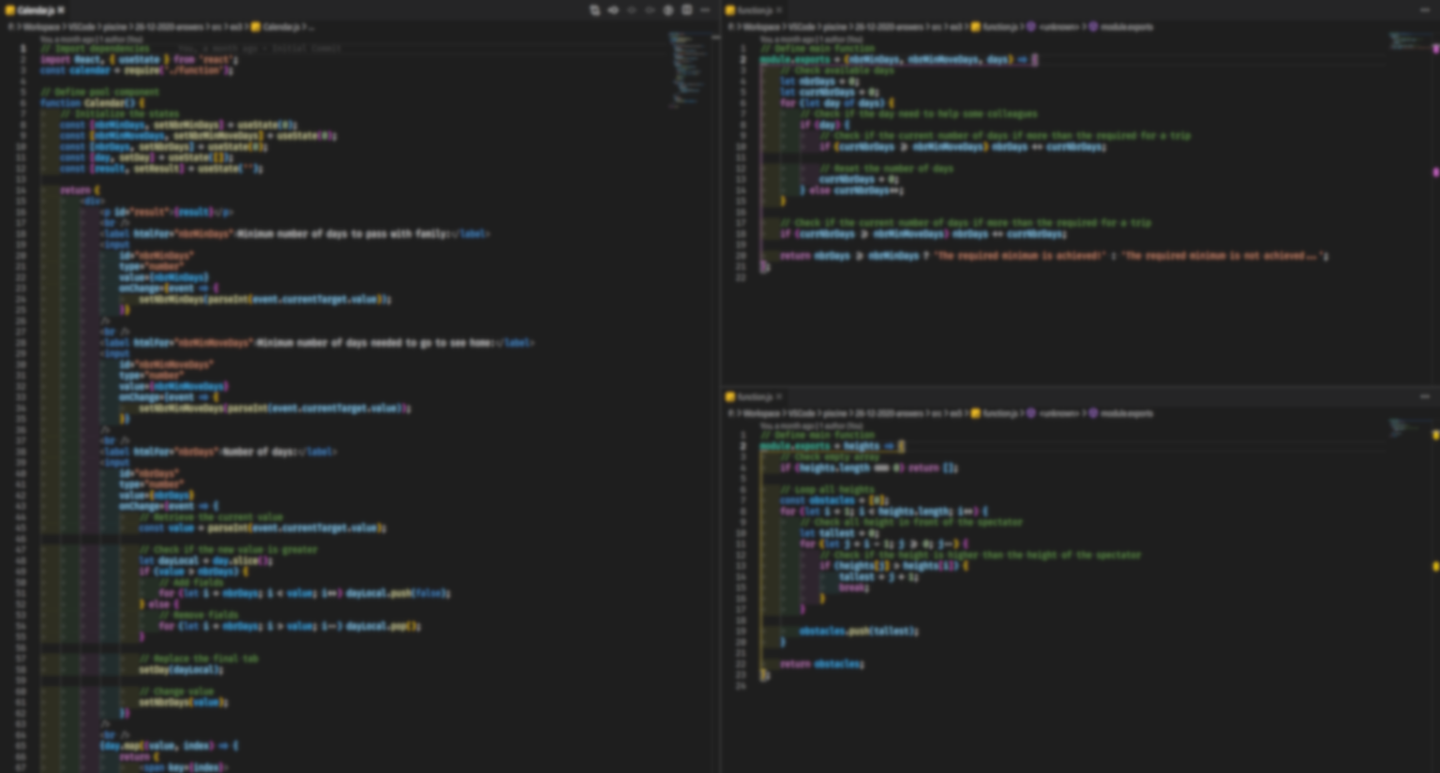 Calendar.js
// Import dependencies
import React, { useState } from 'react';
const calender = require('./function');
// Define pool component
function Calendar() {
// Initialize the states
const [nbrMinDays, setNbrMinDays] = useState(0);
const [nbrMinMoveDays, setNbrMinMoveDays] = useState(0);
const [nbrDays, setNbrDays] = useState(0);
const [day, setDay] = useState([]);
const [result, setResult] = useState('');
return (
<div>
<p id="result">{result}</p>
<br />
<label htmlFor="nbrMinDays">Minimum number of days to pass with family:</label>
<input
id="nbrMinDays"
type="number"
value={nbrMinDays}
onChange={event => {
setNbrMinDays(parseInt(event.currentTarget.value));
}}
/>
<br />
<label htmlFor="nbrMinMoveDays">Minimum number of days needed to go to see home:</label>
<input
id="nbrMinMoveDays"
type="number"
value={nbrMinMoveDays}
onChange={event => {
setNbrMinMoveDays(parseInt(event.currentTarget.value));
}}
/>
<br />
<label htmlFor="nbrDays">Number of days:</label>
<input
id="nbrDays"
type="number"
value={nbrDays}
onChange={event => {
// Retrieve the current value
const value = parseInt(event.currentTarget.value);
// Check if the new value is greater
let dayLocal = day.slice();
if (value > nbrDays) {
// Add fields
for (let i = nbrDays; i < value; i++) dayLocal.push(false);
} else {
// Remove fields
for (let i = nbrDays; i > value; i--) dayLocal.pop();
}
// Replace the final tab
setDay(dayLocal);
// Change value
setNbrDays(value);
}}
/>
<br />
{day.map((value, index) => {
return (
<span key={index}>
function.js
// Define main function
module.exports = (nbrMinDays, nbrMinMoveDays, days) => {
// Check available days
let nbrDays = 0;
let currNbrDays = 0;
for (let day of days) {
// Check if the day need to help some colleagues
if (day) {
// Check if the current number of days if more than the required for a trip
if (currNbrDays >= nbrMinMoveDays) nbrDays += currNbrDays;
// Reset the number of days
currNbrDays = 0;
} else currNbrDays++;
}
// Check if the current number of days if more then the required for a trip
if (currNbrDays >= nbrMinMoveDays) nbrDays += currNbrDays;
return nbrDays >= nbrMinDays ? 'The required minimum is achieved!' : 'The required minimum is not achieved...';
};
function.js
// Define main function
module.exports = heights => {
// Check empty array
if (heights.length === 0) return [];
// Loop all heights
const obstacles = [0];
for (let i = 1; i < heights.length; i++) {
// Check all height in front of the spectator
let tallest = 0;
for (let j = i - 1; j >= 0; j--) {
// Check if the height is higher than the height of the spectator
if (heights[j] > heights[i]) {
tallest = j + 1;
break;
}
}
obstacles.push(tallest);
}
return obstacles;
};